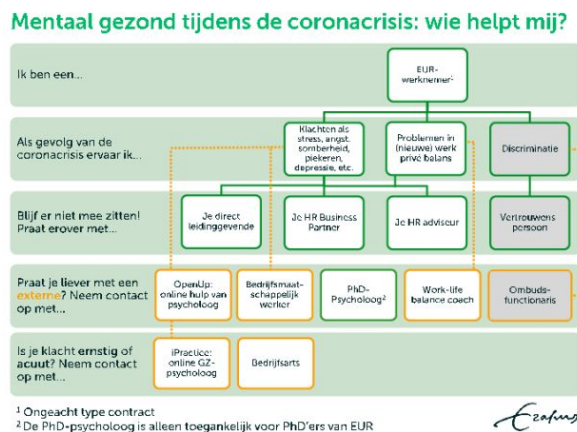 Mentaal gezond tijdens de coronacrisis: wie helpt mij?
Ik ben een...
EUR-
werknemer¹
Als gevolg van de
coronacrisis ervaar ik...
Klachten als
stress, angst,
somberheid,
piekeren,
depressie, etc.
Problemen in
(nieuwe) werk
privé balans
Discriminatie
Blijf er niet mee zitten!
Praat erover met...
Je direct
leidinggevende
Je HR Business
Partner
Je HR adviseur
Vertrouwens
persoon
Praat je liever met een
externe? Neem contact
op met...
OpenUp:
online hulp van
psycholoog
Bedrijfsmaat-
schappelijk
werker
PhD-
Psycholoog²
Work-life
balance coach
Ombuds-
functionaris
Is je klacht ernstig of
acuut? Neem contact
op met...
iPractice:
online GZ-
psycholoog
Bedrijfsarts
¹ Ongeacht type contract
² De PhD-psycholoog is alleen toegankelijk voor PhD'ers van EUR
Erasmus